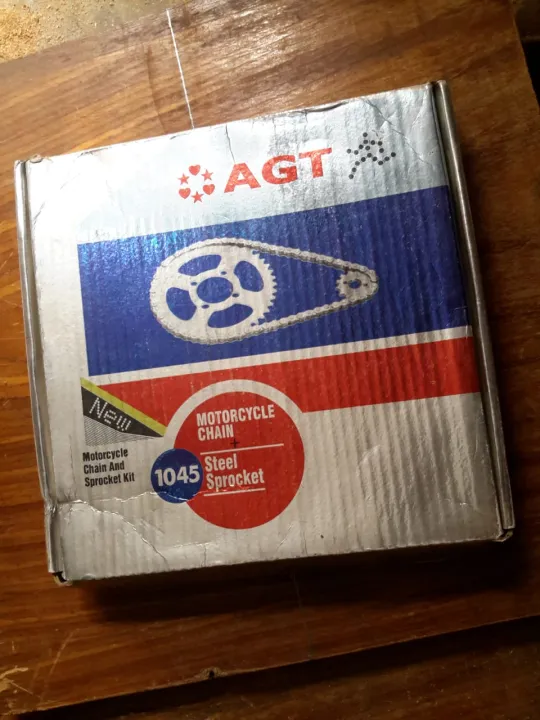 AGT
New
Motorcycle
Chain And
Sprocket Kit
MOTORCYCLE
CHAIN
+
1045 Steel
Sprocket